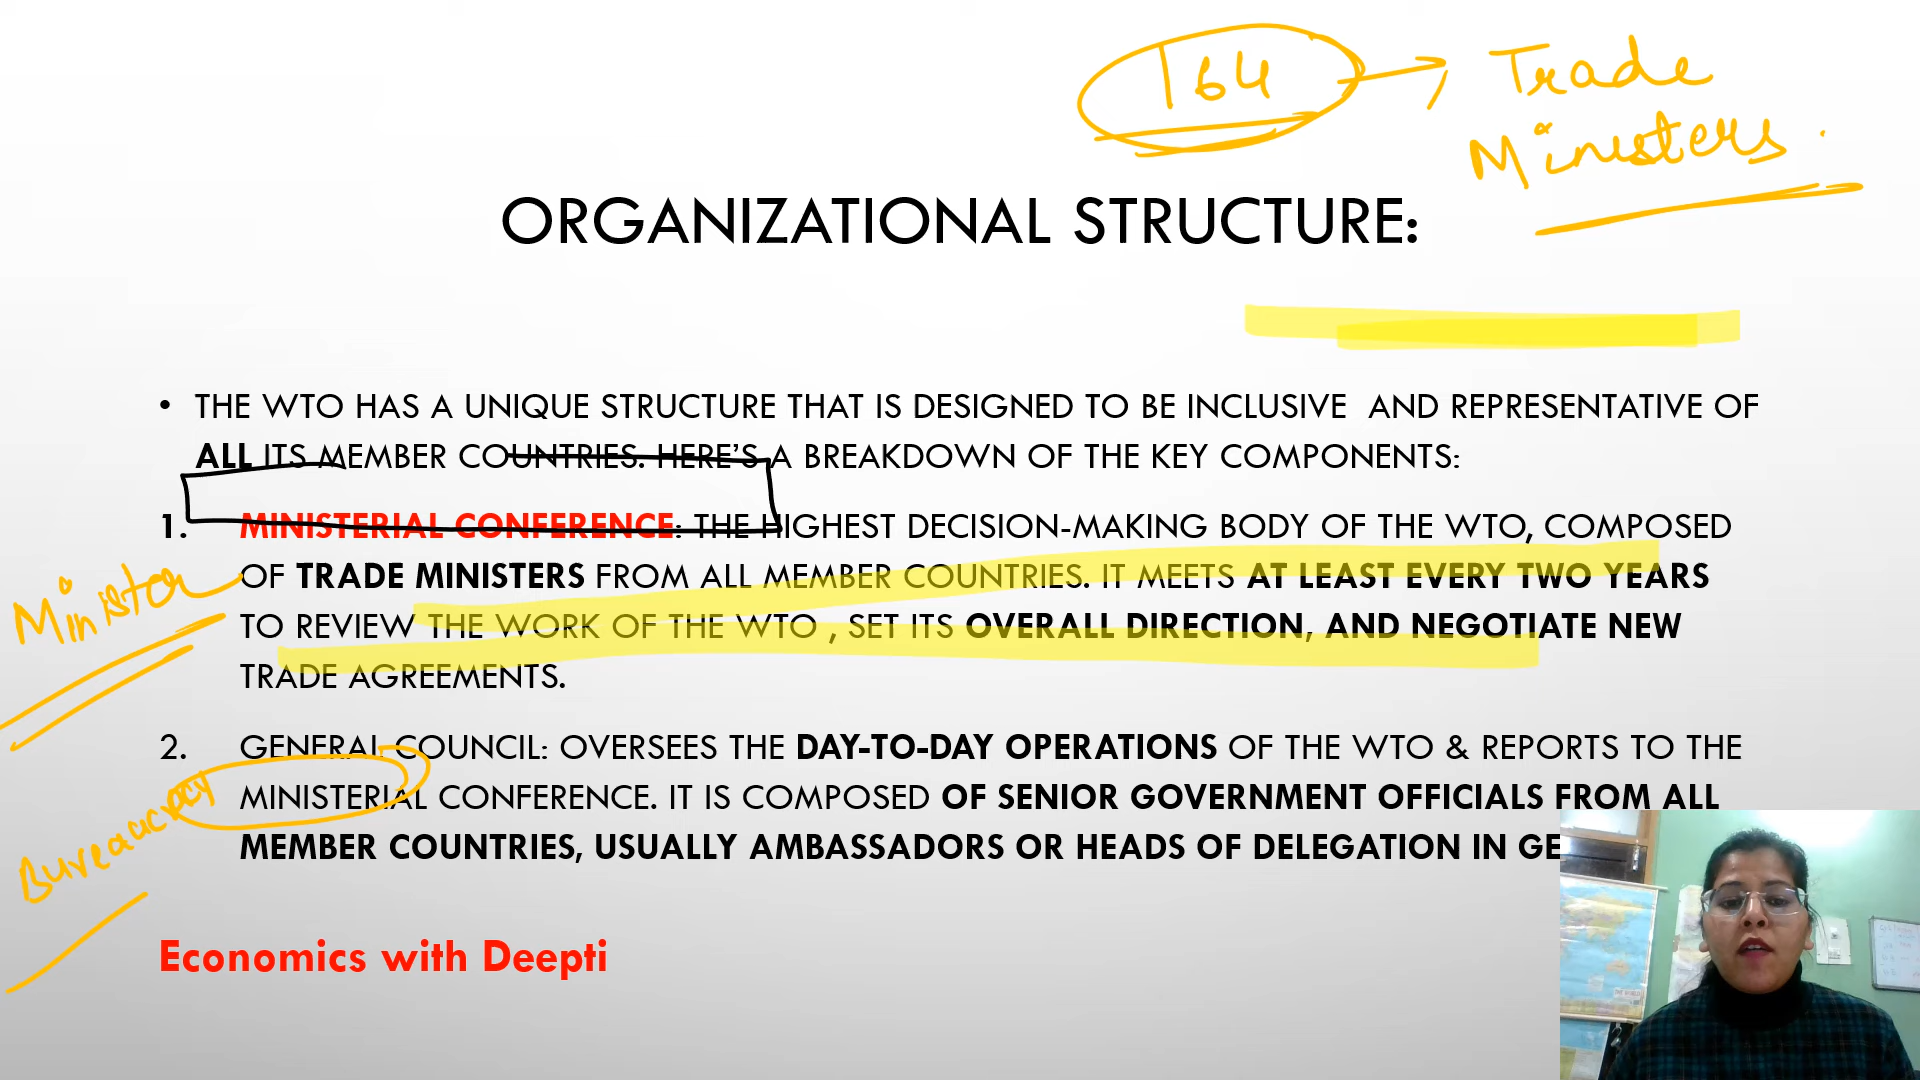 164 → Trade
Ministers.
ORGANIZATIONAL STRUCTURE:
• THE WTO HAS A UNIQUE STRUCTURE THAT IS DESIGNED TO BE INCLUSIVE AND REPRESENTATIVE OF
ALL ITS MEMBER COUNTRIES. HERE'S A BREAKDOWN OF THE KEY COMPONENTS:
1. MINISTERIAL CONFERENCE: THE HIGHEST DECISION-MAKING BODY OF THE WTO, COMPOSED
OF TRADE MINISTERS FROM ALL MEMBER COUNTRIES. IT MEETS AT LEAST EVERY TWO YEARS
TO REVIEW THE WORK OF THE WTO , SET ITS OVERALL DIRECTION, AND NEGOTIATE NEW
TRADE AGREEMENTS.
Minister
2. GENERAL COUNCIL: OVERSEES THE DAY-TO-DAY OPERATIONS OF THE WTO & REPORTS TO THE
MINISTERIAL CONFERENCE. IT IS COMPOSED OF SENIOR GOVERNMENT OFFICIALS FROM ALL
MEMBER COUNTRIES, USUALLY AMBASSADORS OR HEADS OF DELEGATION IN GE
Economics with Deepti